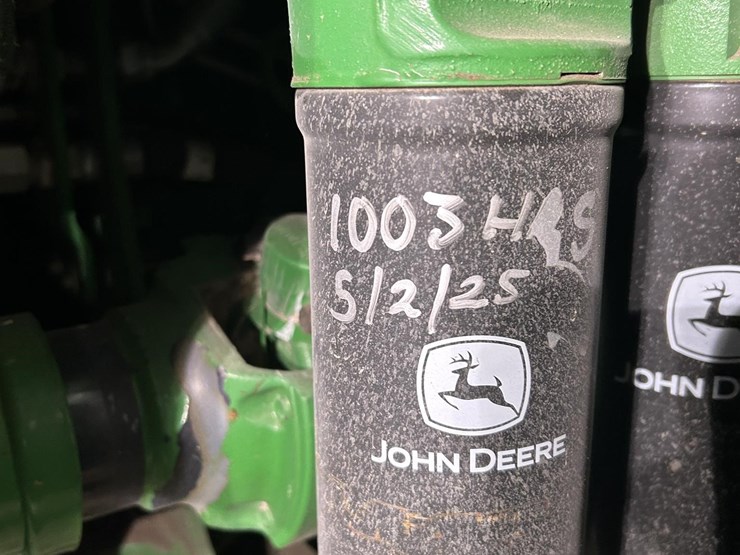 1003 HRS
5/2/25
JOHN DEERE
JOHN D